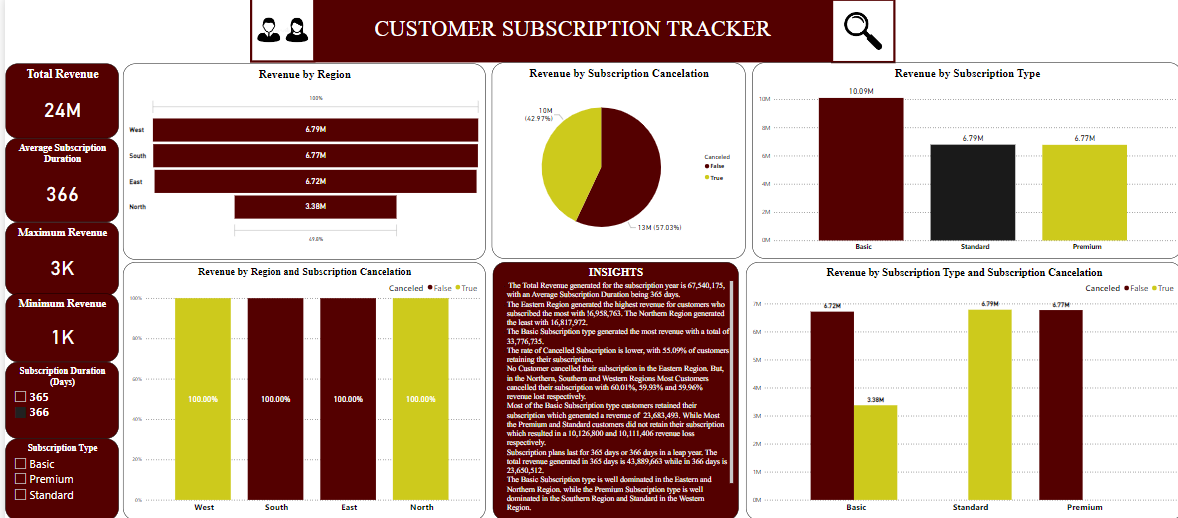 CUSTOMER SUBSCRIPTION TRACKER
Total Revenue
24M
Average Subscription
Duration
366
Maximum Revenue
3K
Minimum Revenue
1K
Subscription Duration
(Days)
365
366
Subscription Type
Basic
Premium
Standard
Revenue by Region
100%
West
6.79M
South
6.77M
East
6.72M
North
3.38M
49.8%
Revenue by Subscription Cancelation
10M
(42.97%)
13M (57.03%)
Canceled
False
True
Revenue by Subscription Type
10M
8M
6M
4M
2M
0M
10.09M
6.79M
6.77M
Basic
Standard
Premium
Revenue by Region and Subscription Cancelation
Canceled False True
100%
80%
60%
40%
20%
0%
100.00%
100.00%
100.00%
100.00%
West
South
East
North
INSIGHTS
The Total Revenue generated for the subscription year is 67,540,175,
with an Average Subscription Duration being 365 days.
The Eastern Region generated the highest revenue for customers who
subscribed the most with 16,958,763. The Northern Region generated
the least with 16,817,972.
The Basic Subscription type generated the most revenue with a total of
33,776,735.
The rate of Cancelled Subscription is lower, with 55.09% of customers
retaining their subscription.
No Customer cancelled their subscription in the Eastern Region. But,
in the Northern, Southern and Western Regions Most Customers
cancelled their subscription with 60.01%, 59.93% and 59.96%
revenue lost respectively.
Most of the Basic Subscription type customers retained their
subscription which generated a revenue of 23,683,493. While Most
the Premium and Standard customers did not retain their subscription
which resulted in a 10,126,800 and 10,111,406 revenue loss
respectively.
Subscription plans last for 365 days or 366 days in a leap year. The
total revenue generated in 365 days is 43,889,663 while in 366 days is
23,650,512.
The Basic Subscription type is well dominated in the Eastern and
Northern Region, while the Premium Subscription type is well
dominated in the Southern Region and Standard in the Western
Region.
Revenue by Subscription Type and Subscription Cancelation
Canceled False True
7M
6M
5M
4M
3M
2M
1M
0M
6.72M
3.38M
6.79M
6.77M
Basic
Standard
Premium